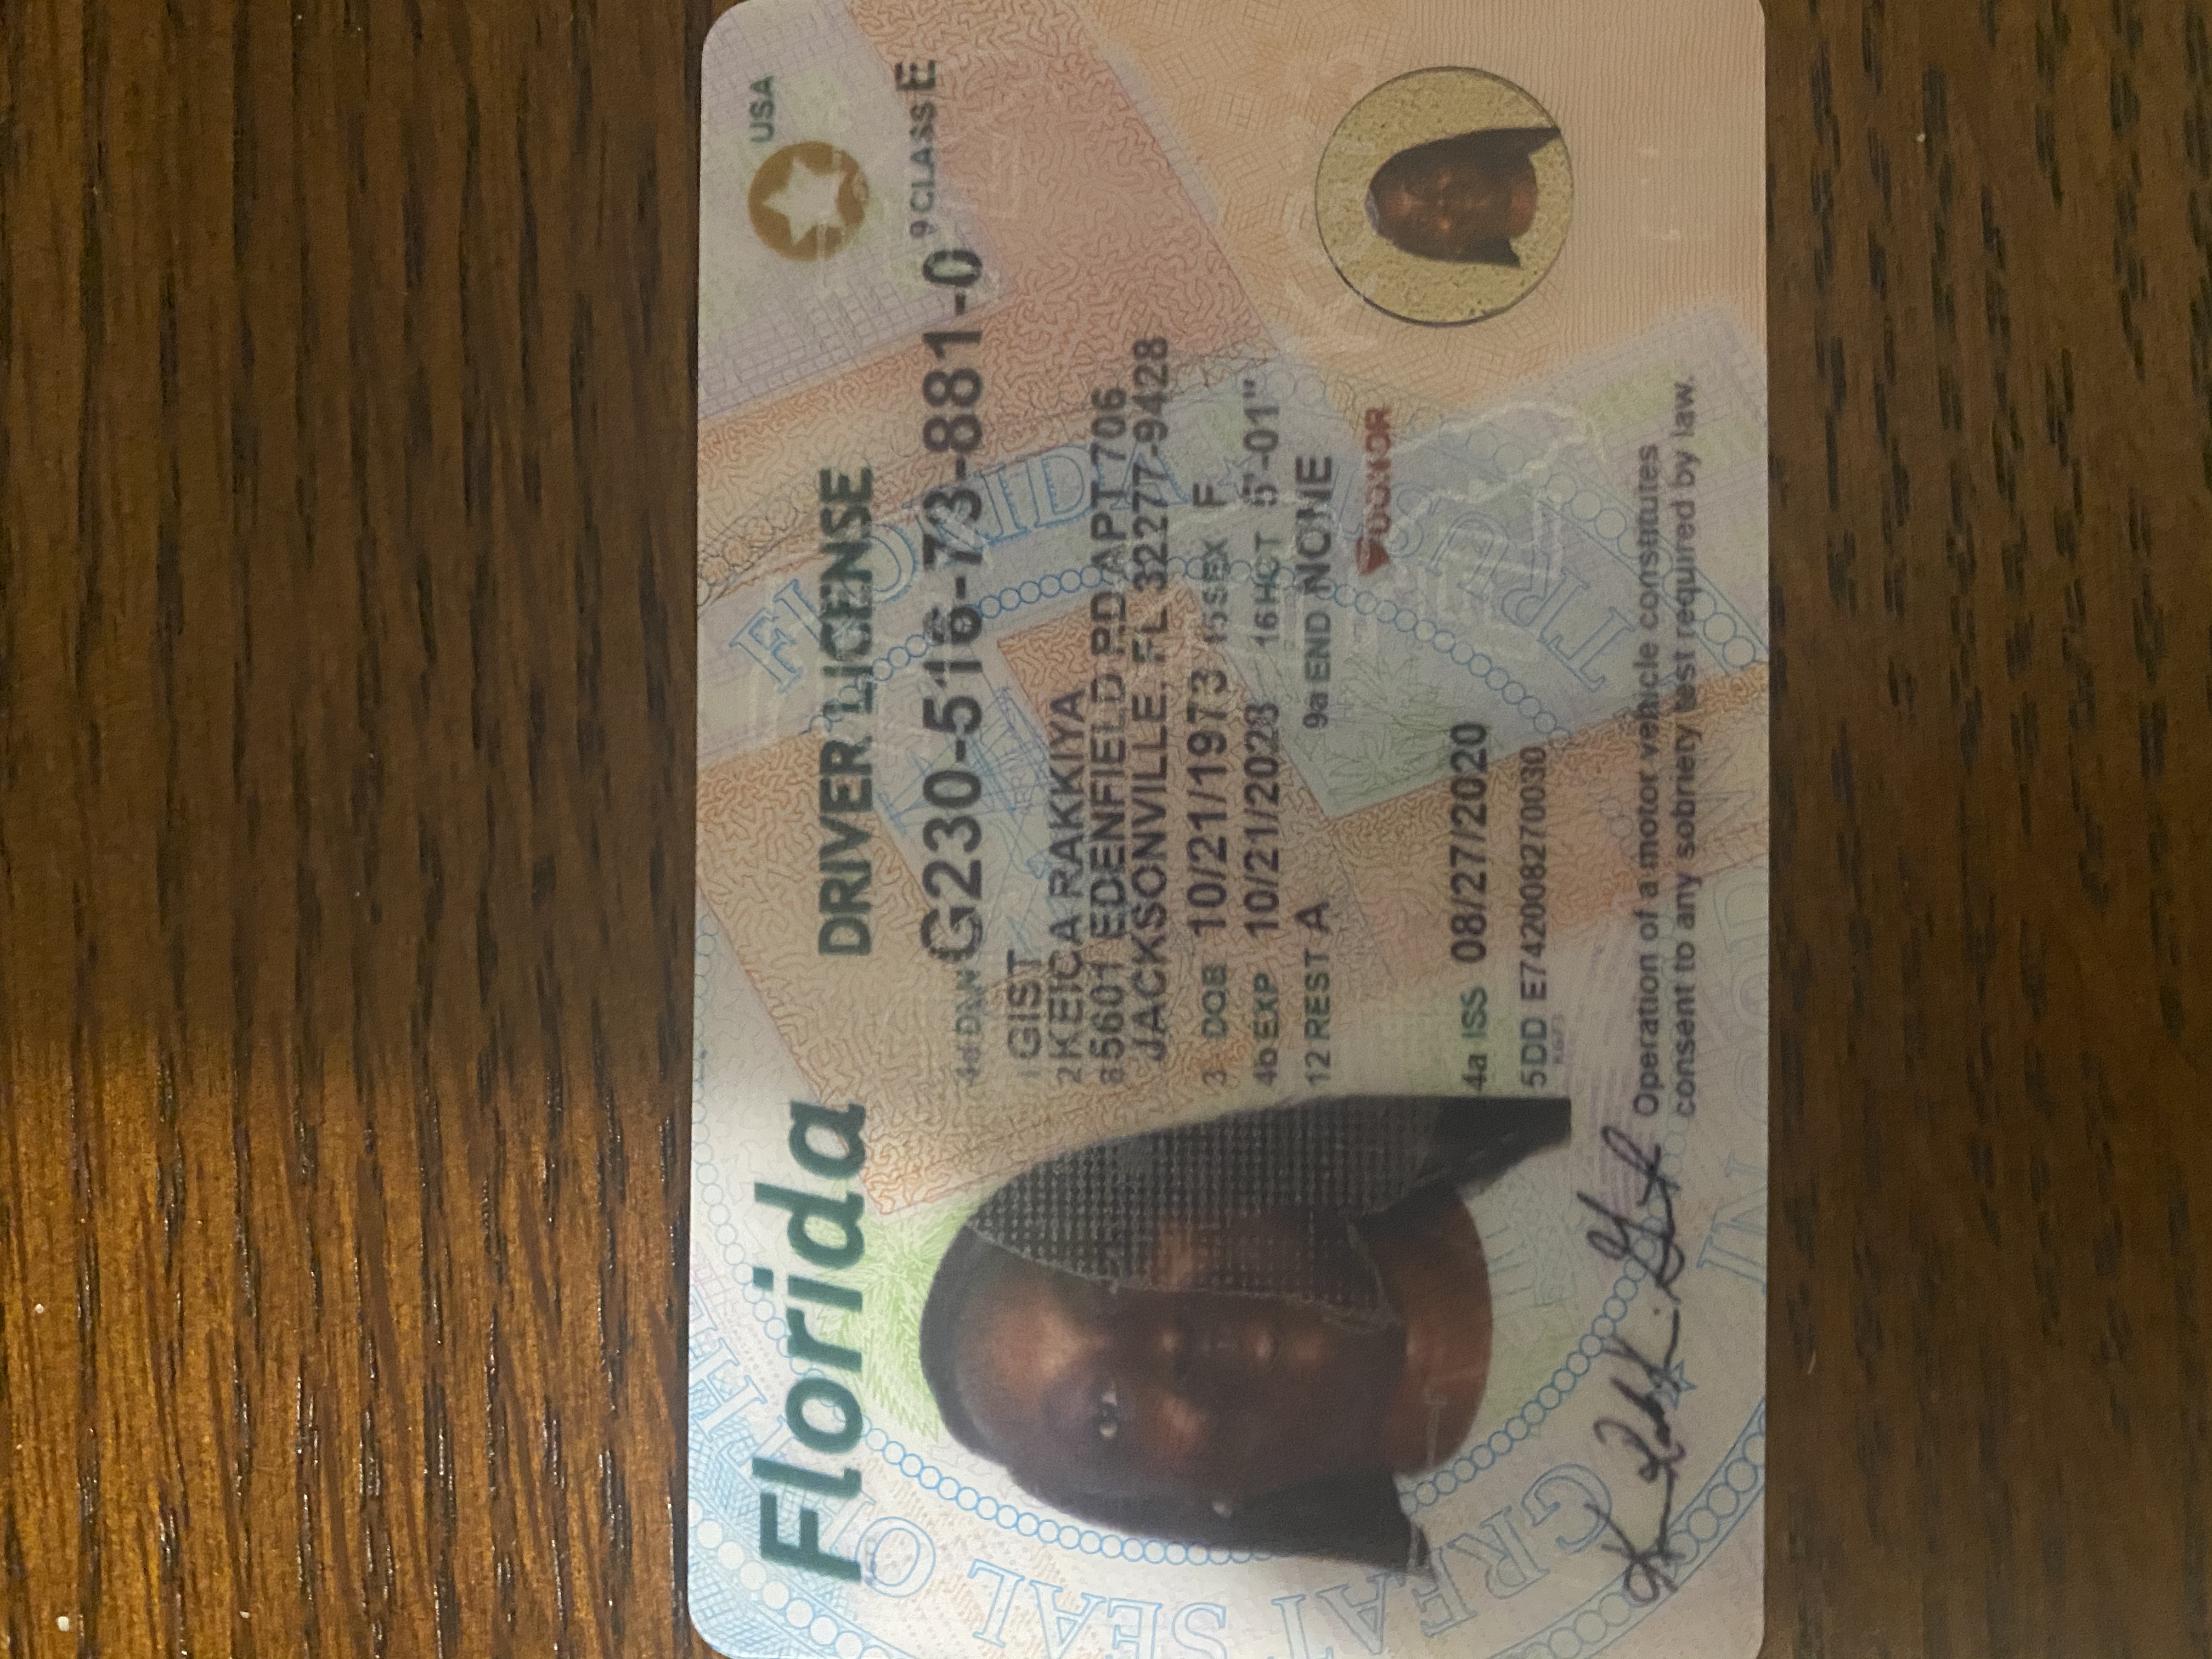 Florida
DRIVER LICENSE
USA
9 CLASS E
4d DLN G230-516-73-881-0
1 GIST
2 KEICA RAKKIYA
8 5601 EDENFIELD RD APT 706
JACKSONVILLE, FL 32277-9428
3 DOB 10/21/1973 15 SEX F
4b EXP 10/21/2028 16 HGT 5'-01"
12 REST A 9a END NONE
DONOR
4a ISS 08/27/2020
5 DD E742008270030
Operation of a motor vehicle constitutes
consent to any sobriety test required by law.
GREAT SEAL OF THE
FLORIDA
IN GOD WE TRUST